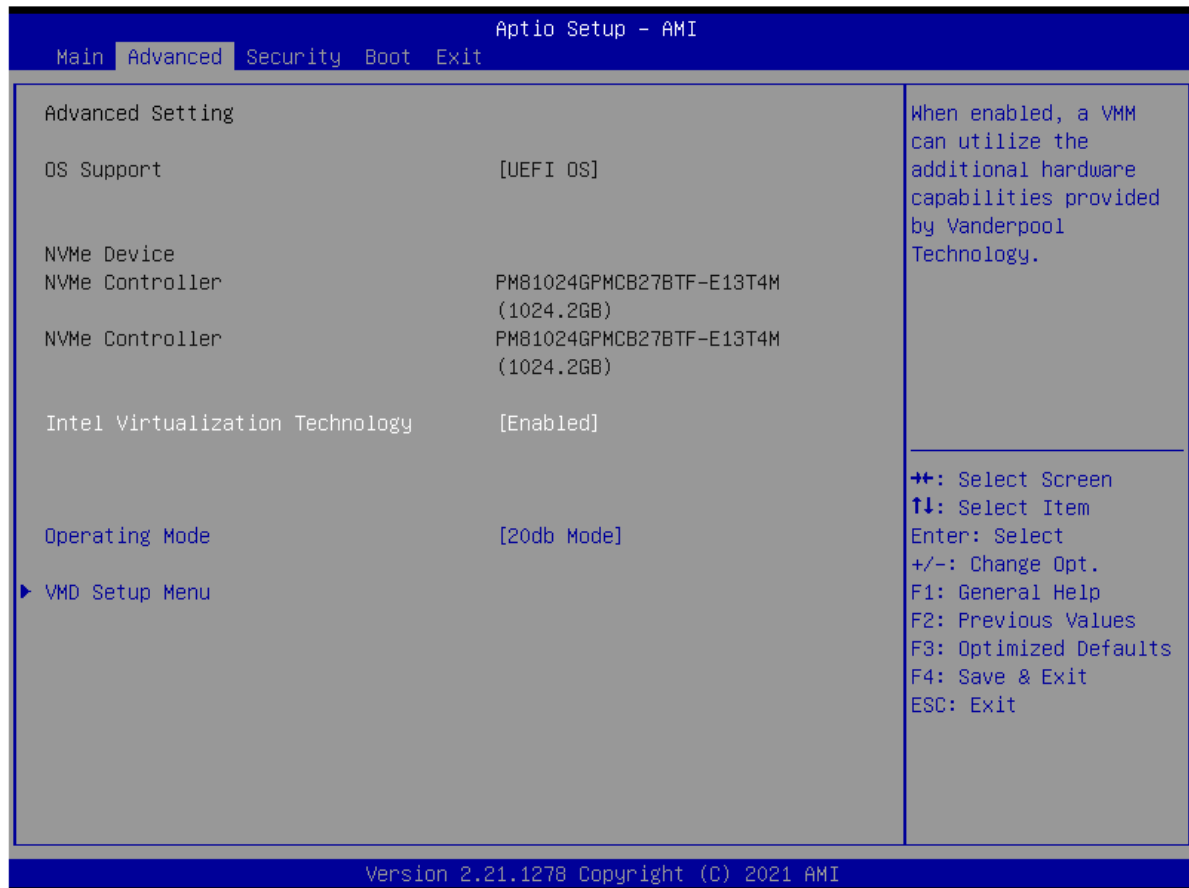 Aptio Setup – AMI
Main Advanced Security Boot Exit
Advanced Setting
OS Support [UEFI OS]
NVMe Device
NVMe Controller PM81024GPMCB27BTF-E13T4M
(1024.2GB)
NVMe Controller PM81024GPMCB27BTF-E13T4M
(1024.2GB)
Intel Virtualization Technology [Enabled]
Operating Mode [20db Mode]
VMD Setup Menu
When enabled, a VMM
can utilize the
additional hardware
capabilities provided
by Vanderpool
Technology.
→←: Select Screen
↑↓: Select Item
Enter: Select
+/-: Change Opt.
F1: General Help
F2: Previous Values
F3: Optimized Defaults
F4: Save & Exit
ESC: Exit
Version 2.21.1278 Copyright (C) 2021 AMI